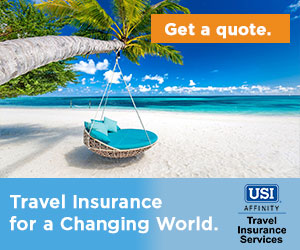 Get a quote.
Travel Insurance
for a Changing World.
USI
AFFINITY
Travel
Insurance
Services